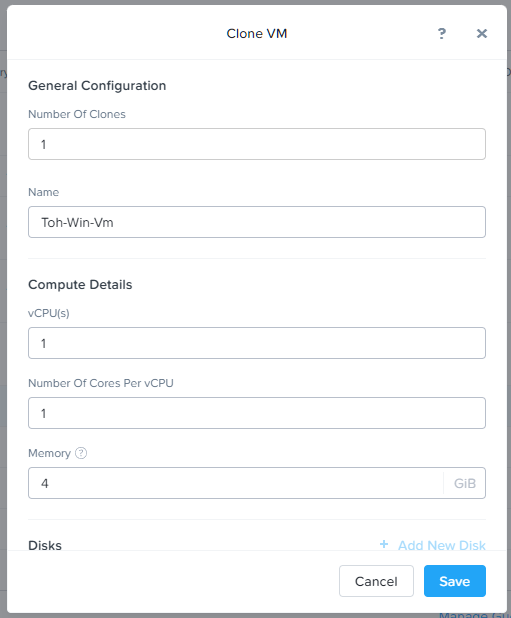 Clone VM
?
General Configuration
Number Of Clones
1
Name
Toh-Win-Vm
Compute Details
vCPU(s)
1
Number Of Cores Per vCPU
1
Memory ?
4 GiB
Disks + Add New Disk
Cancel Save